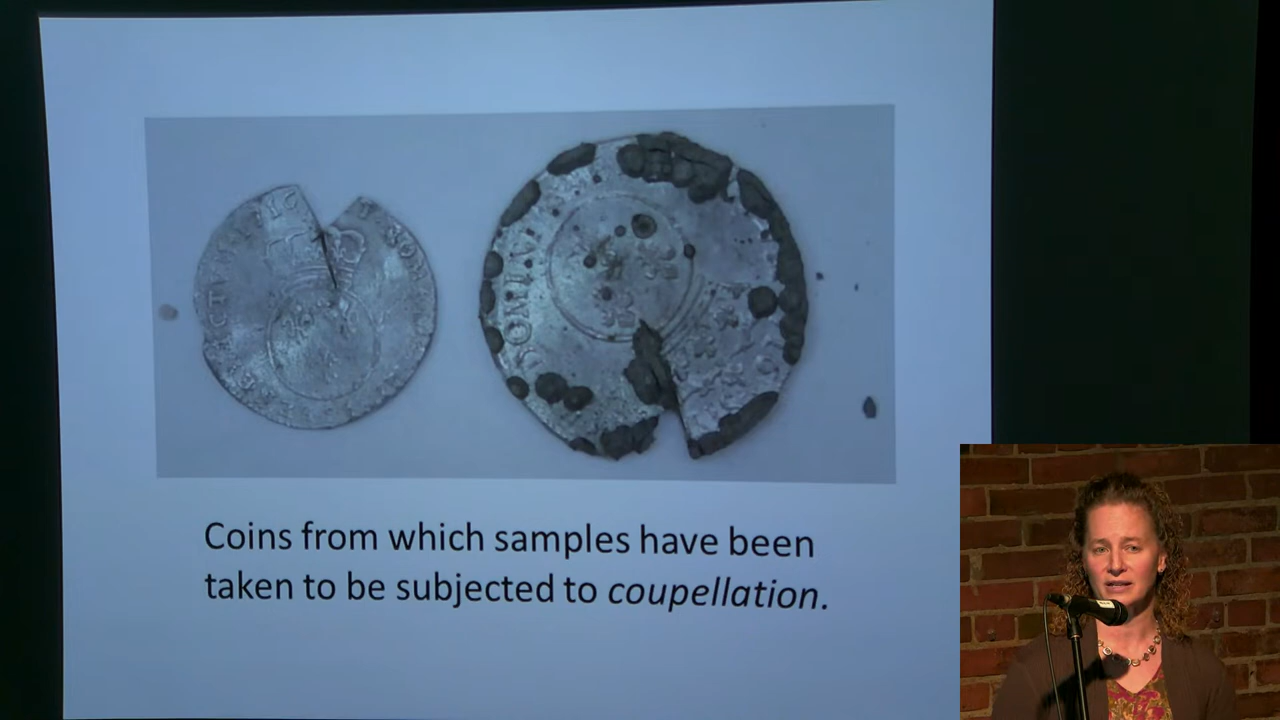 Coins from which samples have been
taken to be subjected to coupellation.